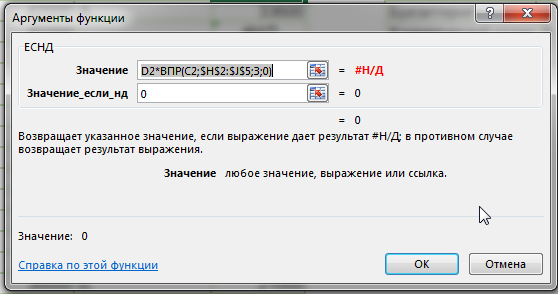 Аргументы функции
ЕСНД
Значение D2*ВПР(C2;$H$2:$J$5;3;0) = #Н/Д
Значение_если_нд 0 = 0
= 0
Возвращает указанное значение, если выражение дает результат #Н/Д; в противном случае
возвращает результат выражения.
Значение любое значение, выражение или ссылка.
Значение: 0
Справка по этой функции
ОК
Отмена